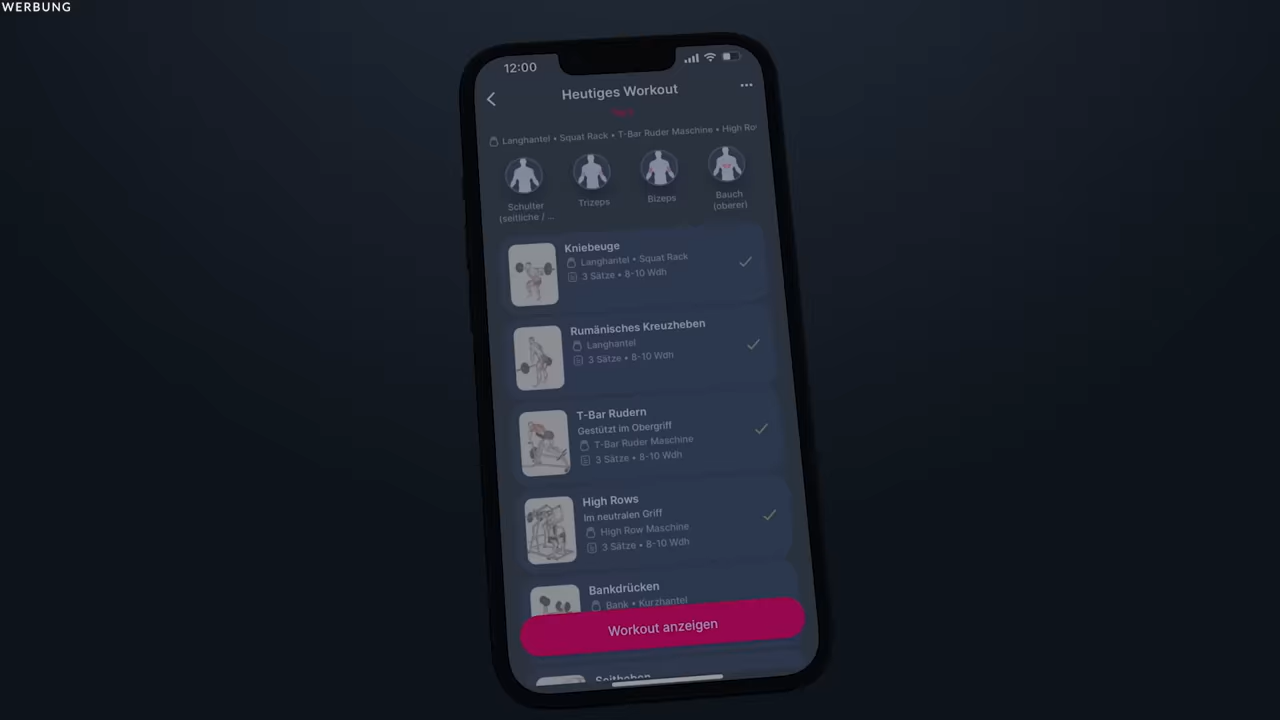 WERBUNG
12:00
Heutiges Workout
Langhantel • Squat Rack • T-Bar Ruder Maschine • High Ro
Schulter
(seitliche / ...
Trizeps
Bizeps
Bauch
(oberer)
Kniebeuge
Langhantel • Squat Rack
3 Sätze • 8-10 Wdh
Rumänisches Kreuzheben
Langhantel
3 Sätze • 8-10 Wdh
T-Bar Rudern
Gestützt im Obergriff
T-Bar Ruder Maschine
3 Sätze • 8-10 Wdh
High Rows
Im neutralen Griff
High Row Maschine
3 Sätze • 8-10 Wdh
Bankdrücken
Bank • Kurzhantel
Workout anzeigen
Seitheben